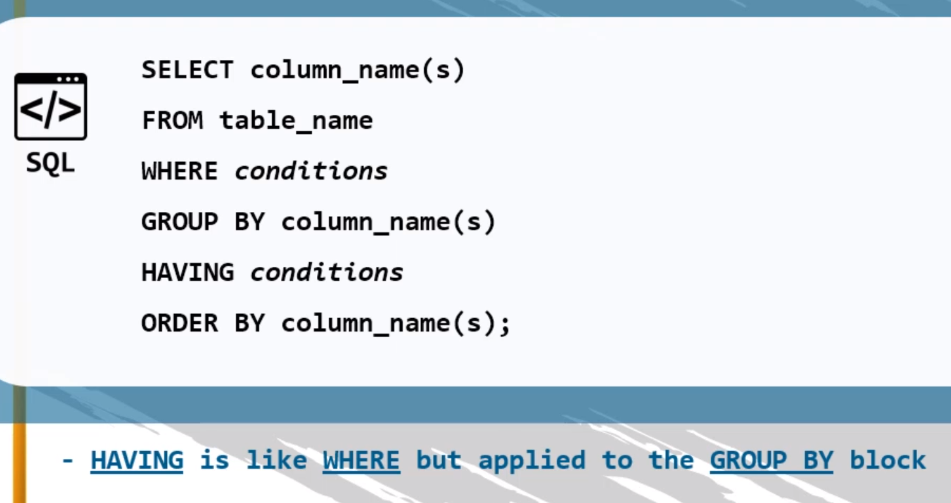 SELECT column_name(s)
FROM table_name
</>
SQL
WHERE conditions
GROUP BY column_name(s)
HAVING conditions
ORDER BY column_name(s);
- HAVING is like WHERE but applied to the GROUP BY block